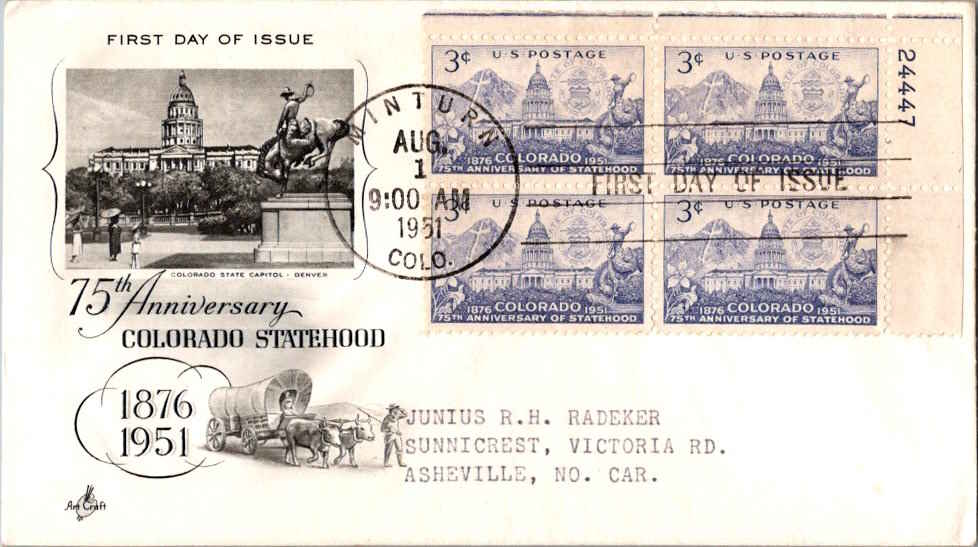 FIRST DAY OF ISSUE
COLORADO STATE CAPITOL - DENVER
75th Anniversary
COLORADO STATEHOOD
1876
1951
Art Craft
MINTURN
AUG.
1
9:00 AM
1951
COLO.
FIRST DAY OF ISSUE
3¢ U·S POSTAGE
1876 COLORADO 1951
75TH ANNIVERSARY OF STATEHOOD
3¢ U·S POSTAGE
1876 COLORADO 1951
75TH ANNIVERSARY OF STATEHOOD
3¢ U·S POSTAGE
1876 COLORADO 1951
75TH ANNIVERSARY OF STATEHOOD
3¢ U·S POSTAGE
1876 COLORADO 1951
75TH ANNIVERSARY OF STATEHOOD
24447
JUNIUS R.H. RADEKER
SUNNICREST, VICTORIA RD.
ASHEVILLE, NO. CAR.